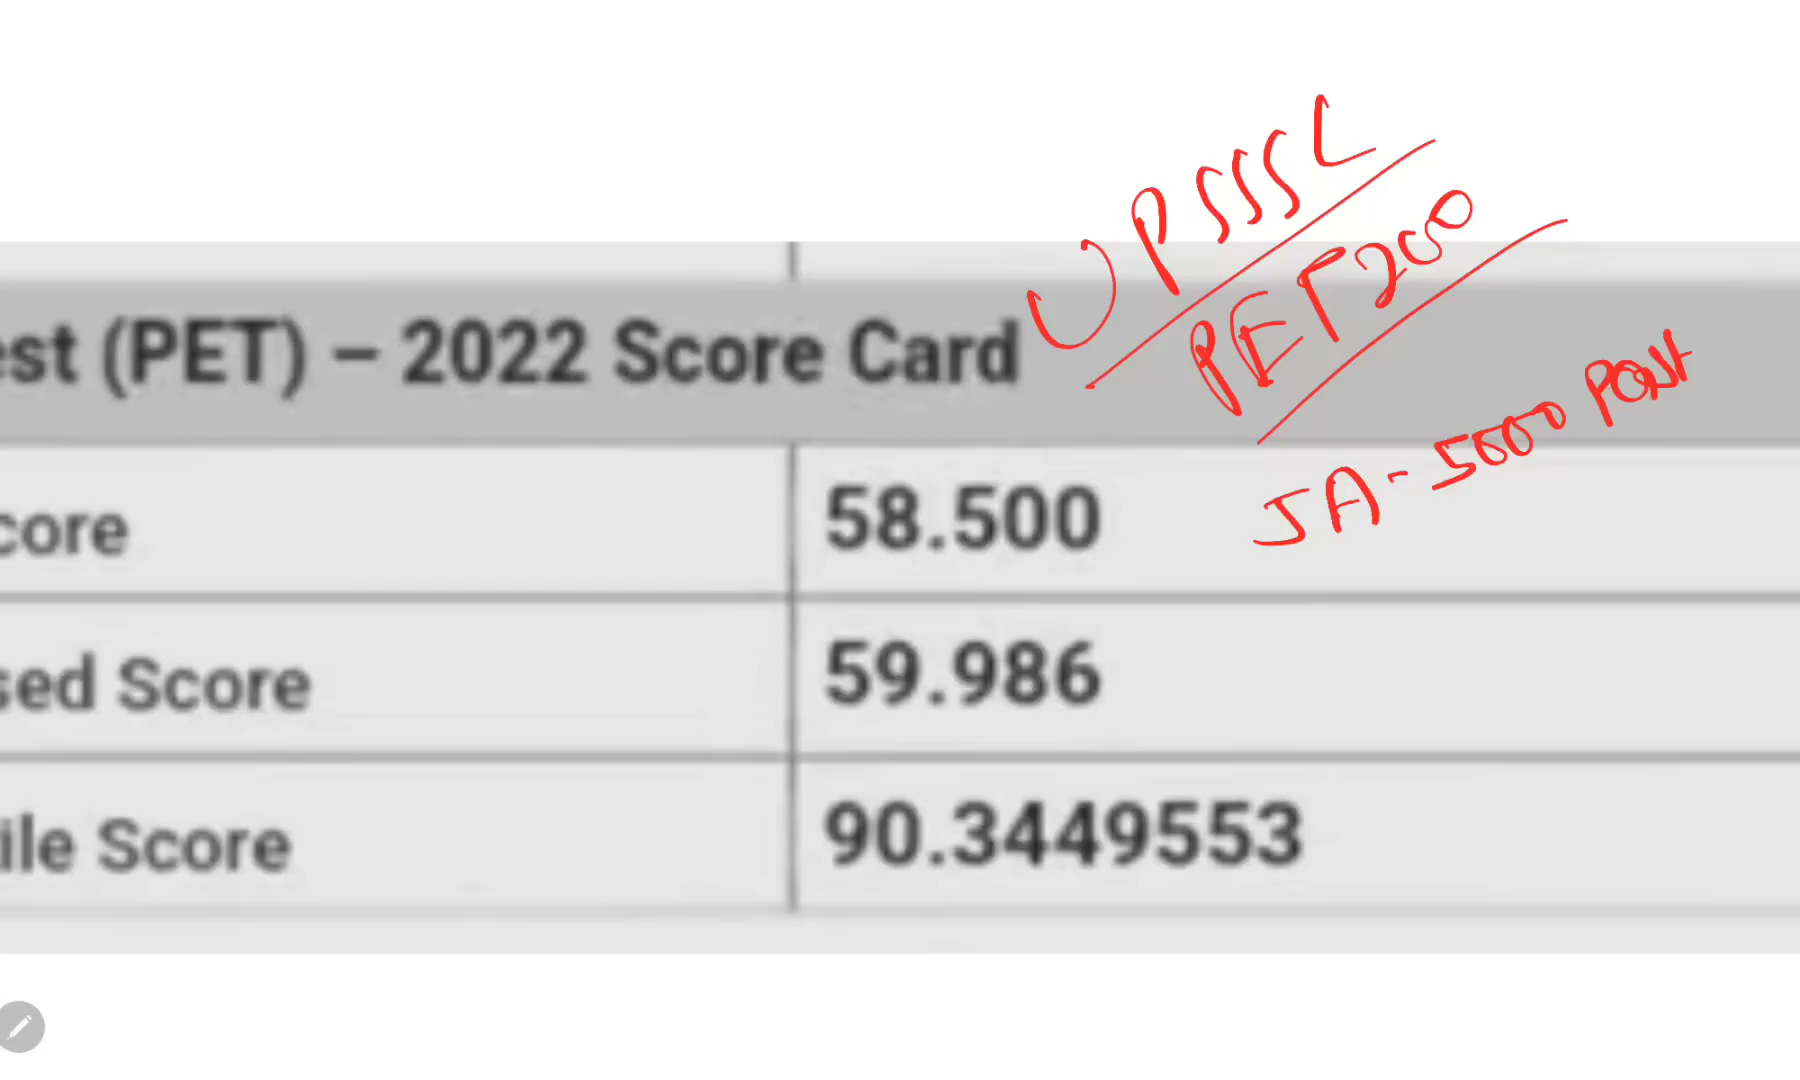 UPSSSC
PET200
est (PET) – 2022 Score Card
JA - 5000 POST
core 58.500
sed Score 59.986
ile Score 90.3449553